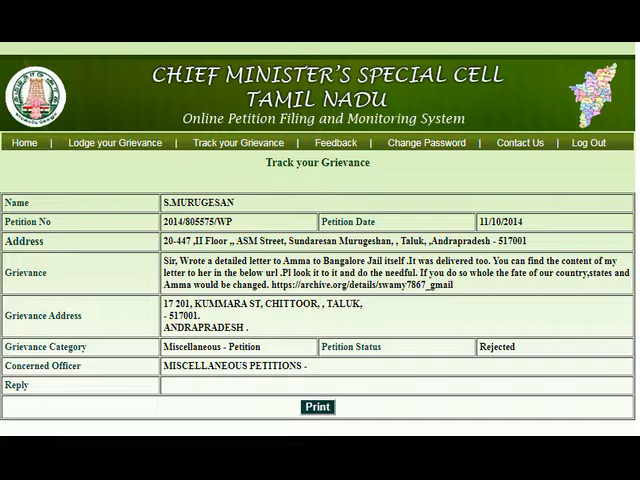 CHIEF MINISTER'S SPECIAL CELL
TAMIL NADU
Online Petition Filing and Monitoring System
Home | Lodge your Grievance | Track your Grievance | Feedback | Change Password | Contact Us | Log Out
Track your Grievance
Name S.MURUGESAN
Petition No 2014/805575/WP Petition Date 11/10/2014
Address 20-447 ,II Floor ,, ASM Street, Sundaresan Murugeshan, , Taluk, ,Andrapradesh - 517001
Grievance Sir, Wrote a detailed letter to Amma to Bangalore Jail itself .It was delivered too. You can find the content of my
letter to her in the below url .Pl look it to it and do the needful. If you do so whole the fate of our country,states and
Amma would be changed. https://archive.org/details/swamy7867_gmail
Grievance Address 17 201, KUMMARA ST, CHITTOOR, , TALUK,
- 517001.
ANDRAPRADESH .
Grievance Category Miscellaneous - Petition Petition Status Rejected
Concerned Officer MISCELLANEOUS PETITIONS -
Reply
Print